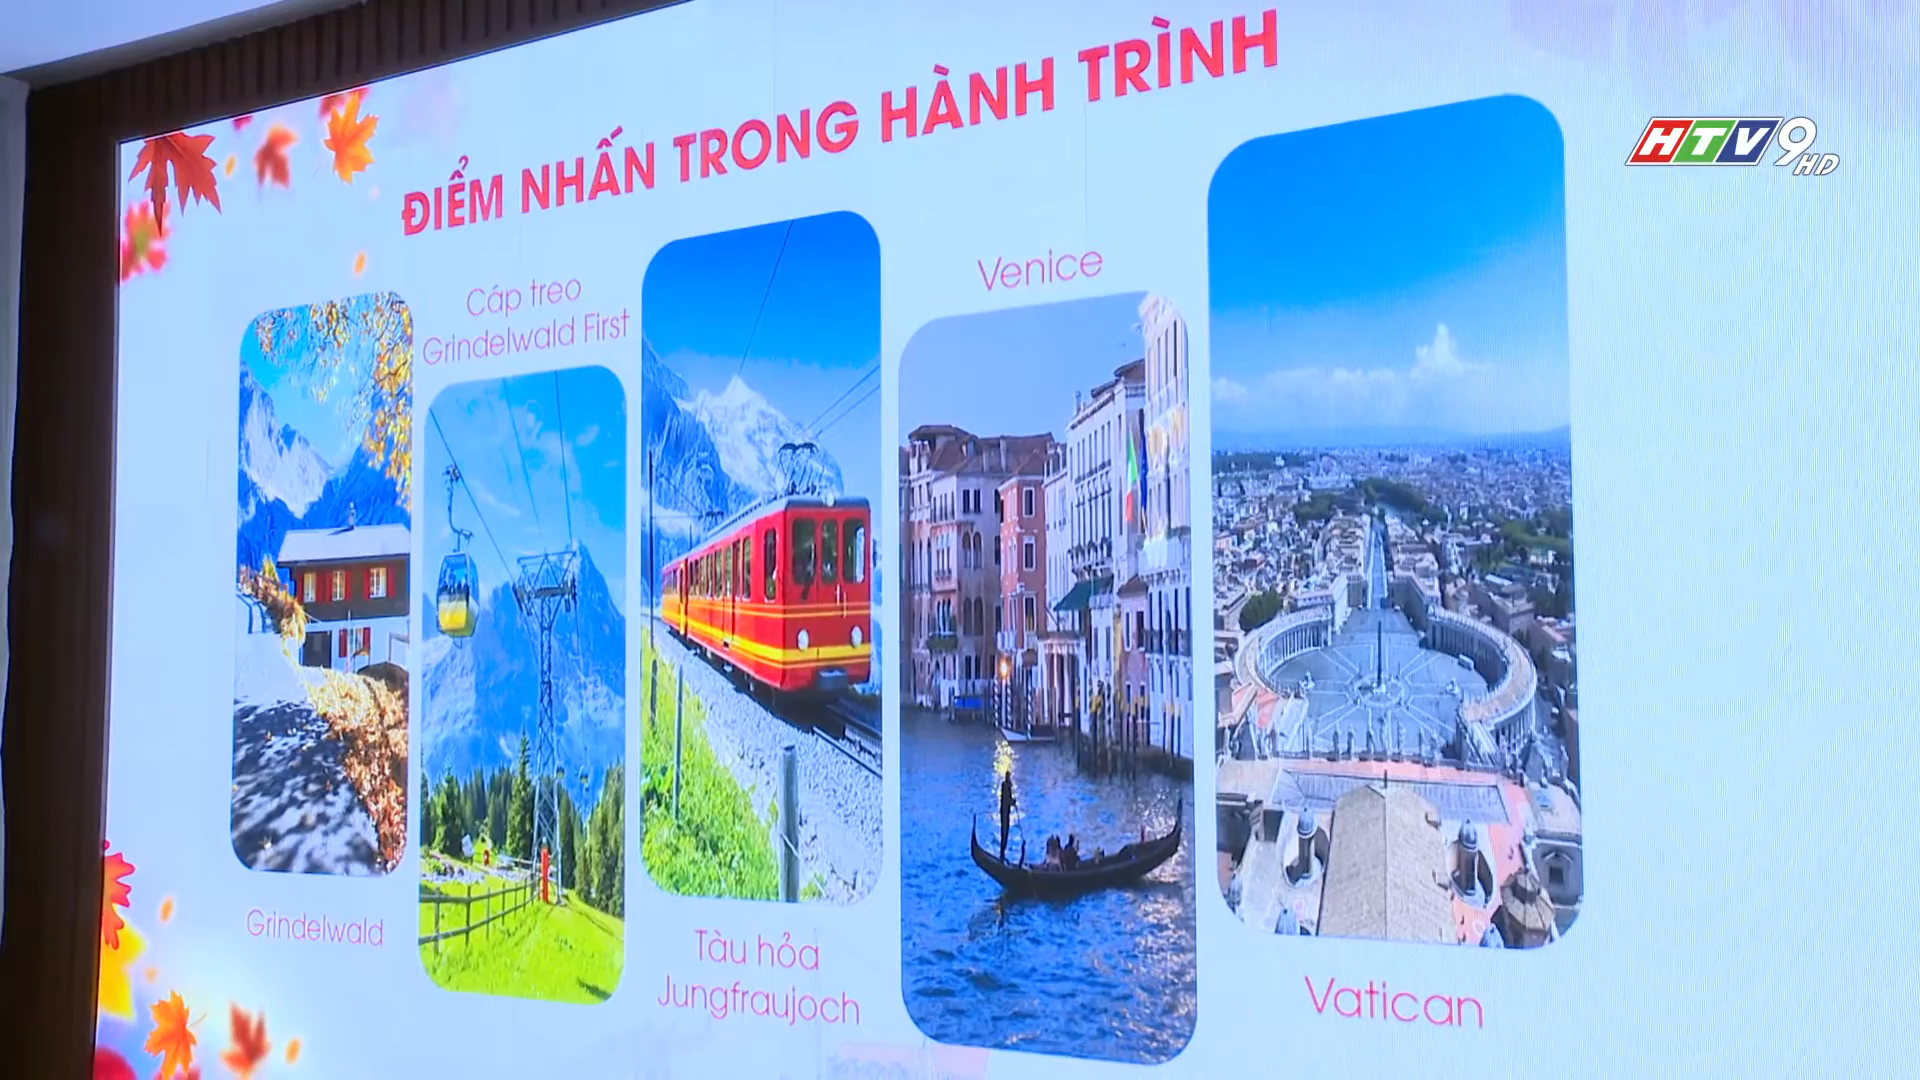 ĐIỂM NHẤN TRONG HÀNH TRÌNH
HTV9
HD
Cáp treo
Grindelwald First
Venice
Grindelwald
Tàu hỏa
Jungfraujoch
Vatican